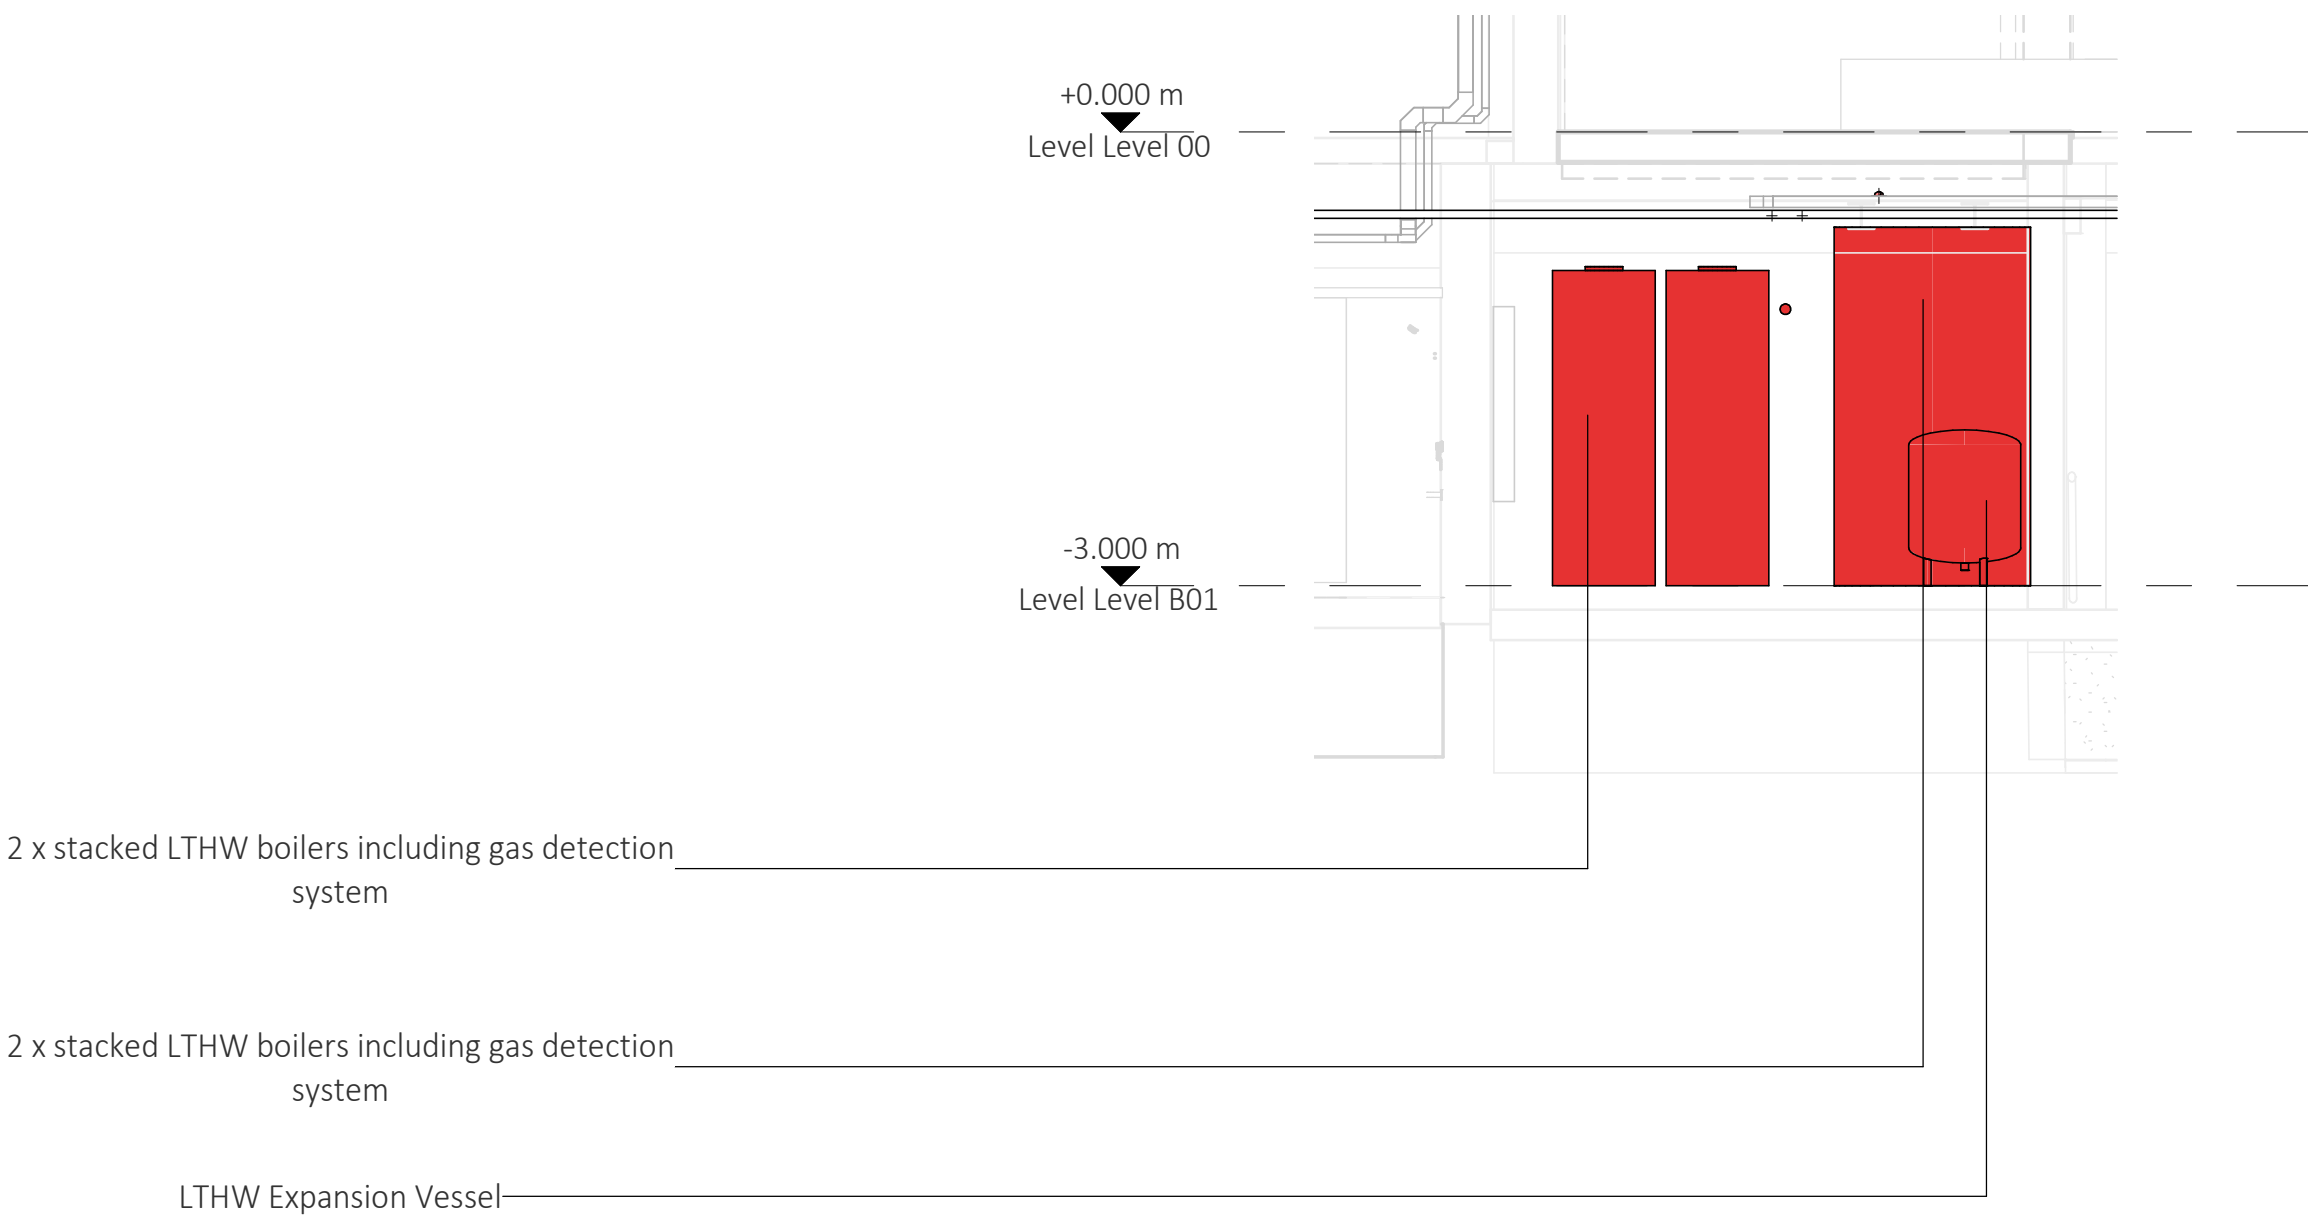 +0.000 m
Level Level 00
-3.000 m
Level Level B01
2 x stacked LTHW boilers including gas detection
system
2 x stacked LTHW boilers including gas detection
system
LTHW Expansion Vessel